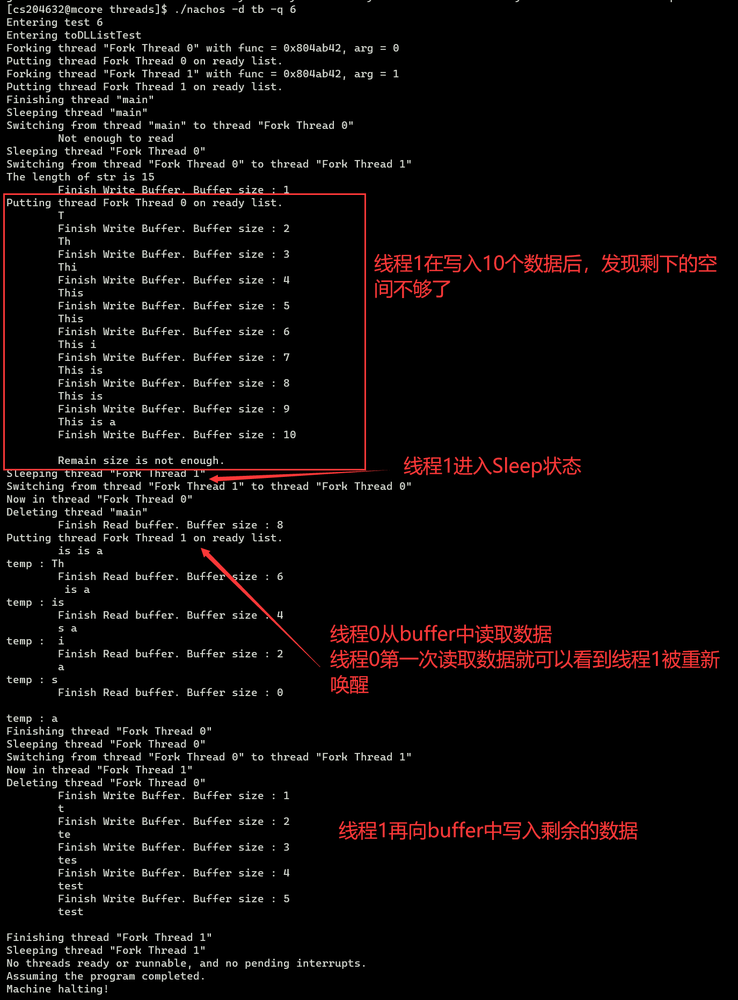 [cs204632@mcore threads]$ ./nachos -d tb -q 6
Entering test 6
Entering toDLListTest
Forking thread "Fork Thread 0" with func = 0x804ab42, arg = 0
Putting thread Fork Thread 0 on ready list.
Forking thread "Fork Thread 1" with func = 0x804ab42, arg = 1
Putting thread Fork Thread 1 on ready list.
Finishing thread "main"
Sleeping thread "main"
Switching from thread "main" to thread "Fork Thread 0"
Not enough to read
Sleeping thread "Fork Thread 0"
Switching from thread "Fork Thread 0" to thread "Fork Thread 1"
The length of str is 15
Finish Write Buffer. Buffer size : 1
Putting thread Fork Thread 0 on ready list.
T
Finish Write Buffer. Buffer size : 2
Th
Finish Write Buffer. Buffer size : 3
Thi
Finish Write Buffer. Buffer size : 4
This
Finish Write Buffer. Buffer size : 5
This
Finish Write Buffer. Buffer size : 6
This i
Finish Write Buffer. Buffer size : 7
This is
Finish Write Buffer. Buffer size : 8
This is
Finish Write Buffer. Buffer size : 9
This is a
Finish Write Buffer. Buffer size : 10
Remain size is not enough.
线程1在写入10个数据后，发现剩下的空
间不够了
Sleeping thread "Fork Thread 1"
线程1进入Sleep状态
Switching from thread "Fork Thread 1" to thread "Fork Thread 0"
Now in thread "Fork Thread 0"
Deleting thread "main"
Finish Read buffer. Buffer size : 8
Putting thread Fork Thread 1 on ready list.
is is a
temp : Th
Finish Read buffer. Buffer size : 6
is a
temp : is
Finish Read buffer. Buffer size : 4
s a
temp :  i
Finish Read buffer. Buffer size : 2
a
temp : s
Finish Read buffer. Buffer size : 0
temp : a
线程0从buffer中读取数据
线程0第一次读取数据就可以看到线程1被重新
唤醒
Finishing thread "Fork Thread 0"
Sleeping thread "Fork Thread 0"
Switching from thread "Fork Thread 0" to thread "Fork Thread 1"
Now in thread "Fork Thread 1"
Deleting thread "Fork Thread 0"
Finish Write Buffer. Buffer size : 1
t
Finish Write Buffer. Buffer size : 2
te
Finish Write Buffer. Buffer size : 3
tes
Finish Write Buffer. Buffer size : 4
test
Finish Write Buffer. Buffer size : 5
test
线程1再向buffer中写入剩余的数据
Finishing thread "Fork Thread 1"
Sleeping thread "Fork Thread 1"
No threads ready or runnable, and no pending interrupts.
Assuming the program completed.
Machine halting!